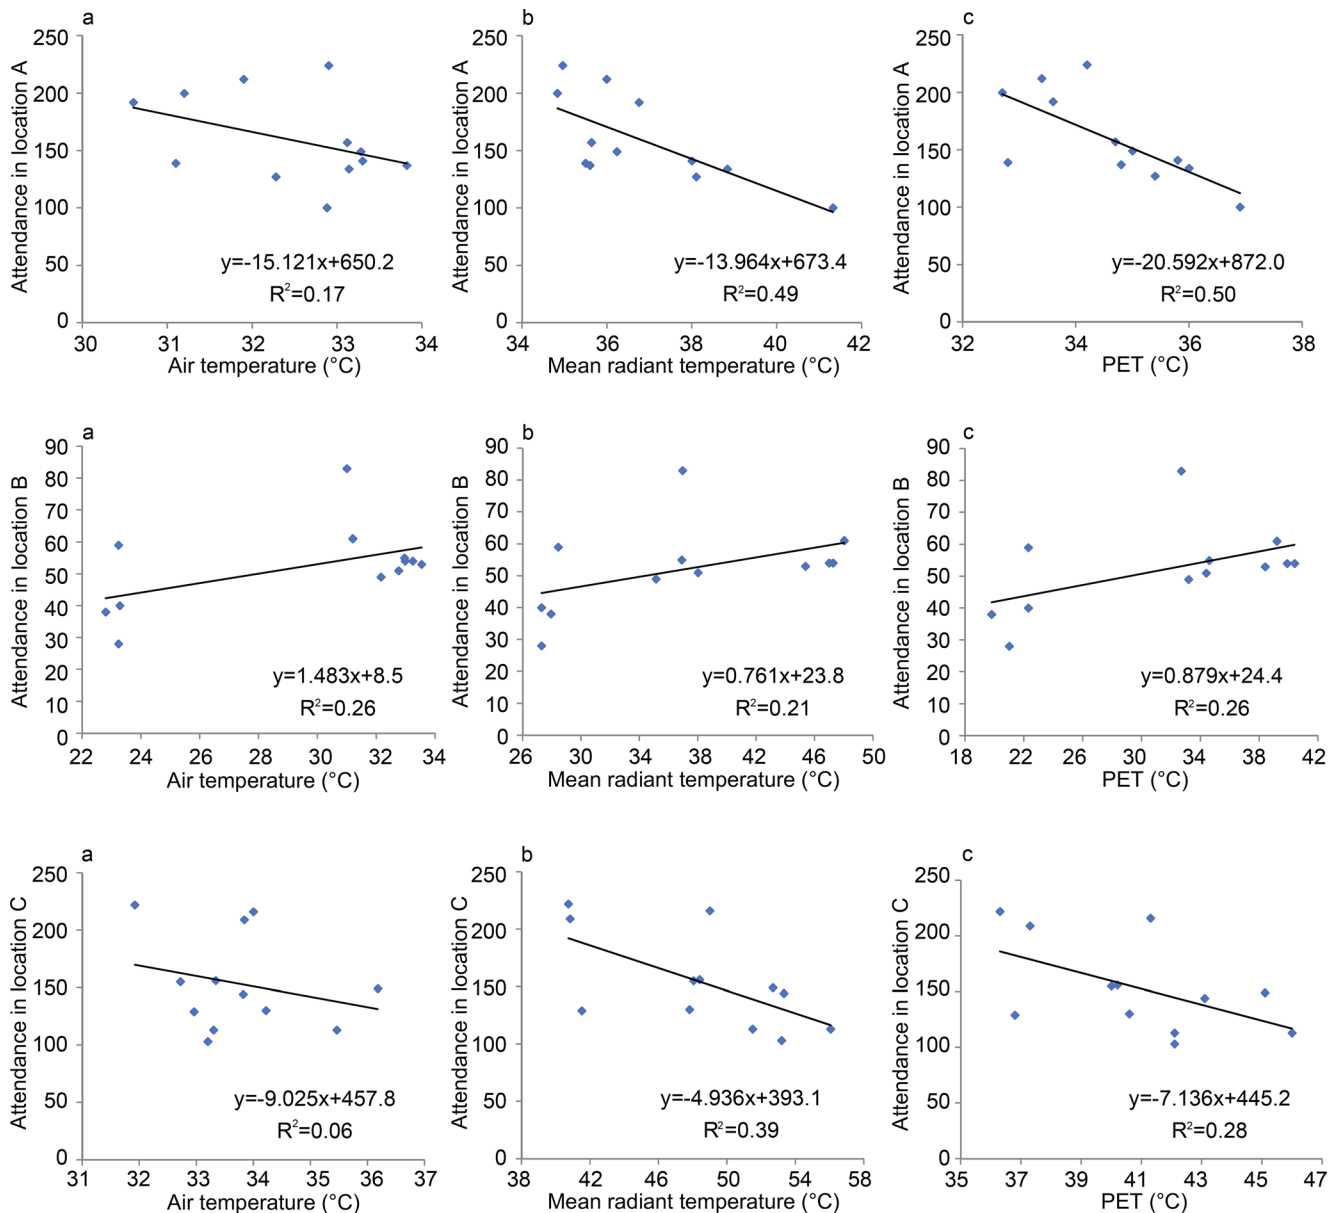 a
250
200
150
100
50
0
Attendance in location A
30 31 32 33 34
Air temperature (°C)
y=-15.121x+650.2
R²=0.17
b
250
200
150
100
50
0
Attendance in location A
34 36 38 40 42
Mean radiant temperature (°C)
y=-13.964x+673.4
R²=0.49
c
250
200
150
100
50
0
Attendance in location A
32 34 36 38
PET (°C)
y=-20.592x+872.0
R²=0.50
a
90
80
70
60
50
40
30
20
10
0
Attendance in location B
22 24 26 30 32 34
Air temperature (°C)
y=1.483x+8.5
R²=0.26
b
90
80
70
60
50
40
30
20
10
0
Attendance in location B
26 30 34 38 42 46 50
Mean radiant temperature (°C)
y=0.761x+23.8
R²=0.21
c
90
80
70
60
50
40
30
20
10
0
Attendance in location B
18 22 26 30 34 38 42
PET (°C)
y=0.879x+24.4
R²=0.26
a
250
200
150
100
50
0
Attendance in location C
31 32 33 34 35 36 37
Air temperature (°C)
y=-9.025x+457.8
R²=0.06
b
250
200
150
100
50
0
Attendance in location C
38 42 46 50 54 58
Mean radiant temperature (°C)
y=-4.936x+393.1
R²=0.39
c
250
200
150
100
50
0
Attendance in location C
35 37 39 41 43 45 47
PET (°C)
y=-7.136x+445.2
R²=0.28